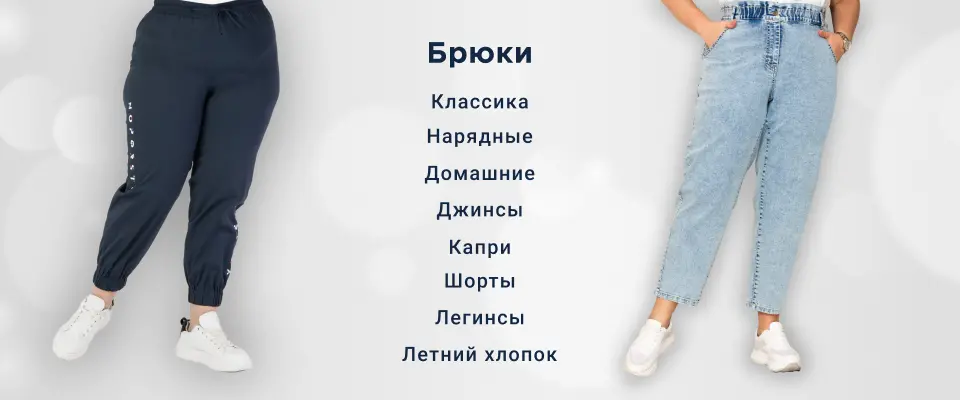 Брюки
Классика
Нарядные
Домашние
Джинсы
Капри
Шорты
Легинсы
Летний хлопок